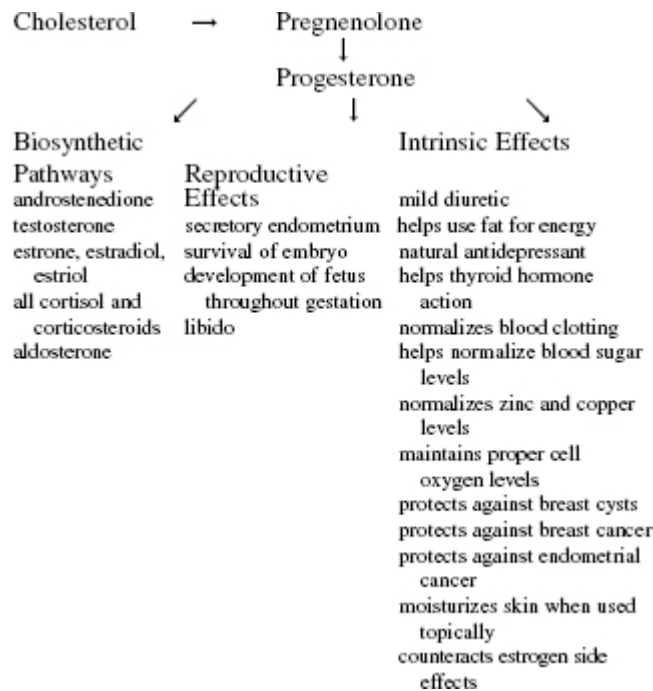 Cholesterol → Pregnenolone
↓
Progesterone
↙ ↓ ↘
Biosynthetic
Pathways
androstenedione
testosterone
estrone, estradiol,
estriol
all cortisol and
corticosteroids
aldosterone
Reproductive
Effects
secretory endometrium
survival of embryo
development of fetus
throughout gestation
libido
Intrinsic Effects
mild diuretic
helps use fat for energy
natural antidepressant
helps thyroid hormone
action
normalizes blood clotting
helps normalize blood sugar
levels
normalizes zinc and copper
levels
maintains proper cell
oxygen levels
protects against breast cysts
protects against breast cancer
protects against endometrial
cancer
moisturizes skin when used
topically
counteracts estrogen side
effects